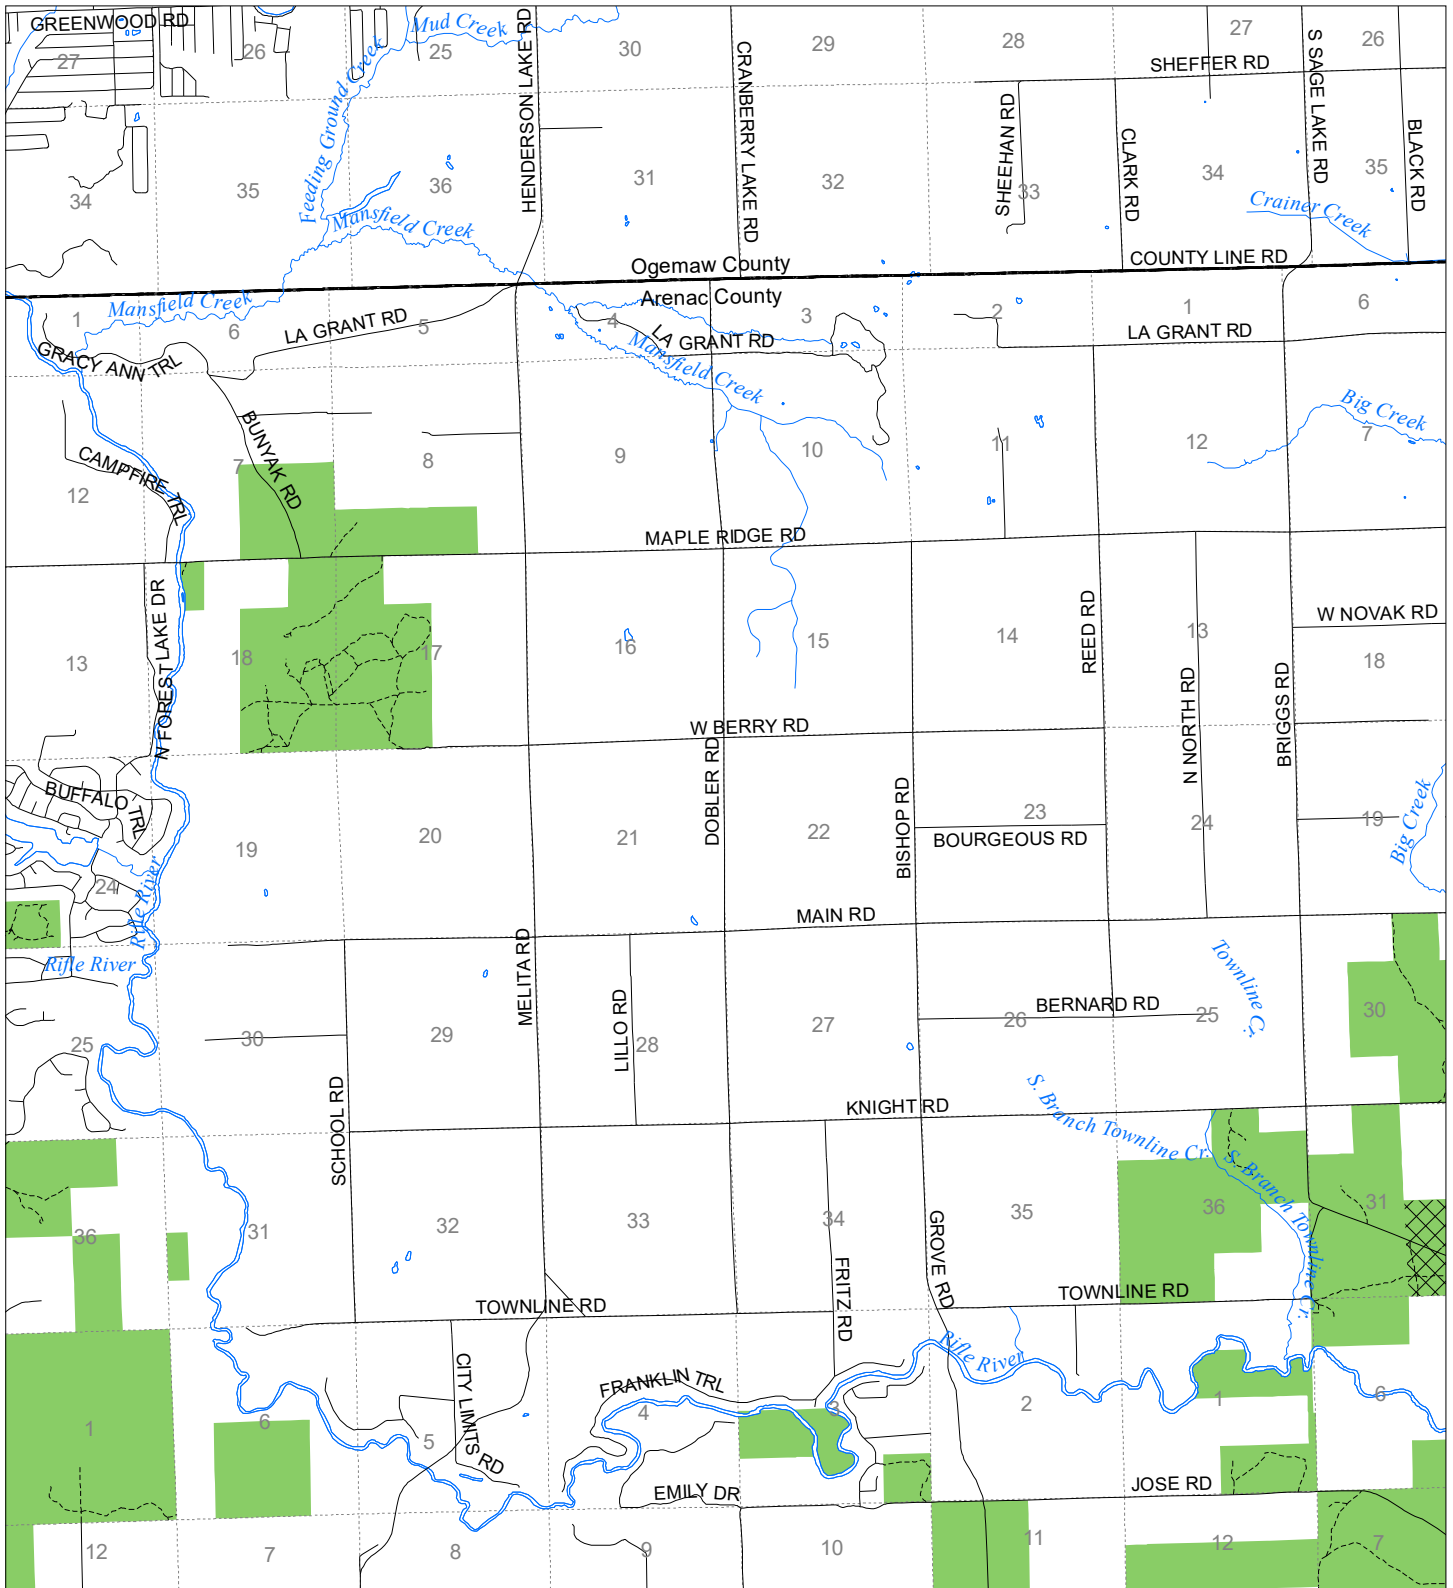 GREENWOOD RD
Mud Creek
27
26
25
30
29
28
27
26
SHEFFER RD
HENDERSON LAKE RD
CRANBERRY LAKE RD
S SAGE LAKE RD
BLACK RD
Feeding Ground Creek
SHEEHAN RD
CLARK RD
34
35
36
31
32
33
34
35
Mansfield Creek
Crainer Creek
COUNTY LINE RD
Ogemaw County
Arenac County
Mansfield Creek
1
6
5
4
3
2
1
6
LA GRANT RD
LA GRANT RD
LA GRANT RD
GRACY ANN TRL
Mansfield Creek
Big Creek
BUNYAK RD
CAMPFIRE TRL
12
7
8
9
10
11
12
7
MAPLE RIDGE RD
N FOREST LAKE DR
REED RD
W NOVAK RD
13
18
17
16
15
14
13
18
N NORTH RD
BRIGGS RD
W BERRY RD
DOBLER RD
BISHOP RD
BUFFALO TRL
Big Creek
24
19
20
21
22
23
24
19
BOURGEOUS RD
Rifle River
MAIN RD
Rifle River
MELITA RD
LILLO RD
Townline Cr.
BERNARD RD
25
30
29
28
27
26
25
30
SCHOOL RD
KNIGHT RD
S. Branch Townline Cr.
S. Branch Townline Cr.
36
31
32
33
34
35
36
31
GROVE RD
FRITZ RD
TOWNLINE RD
TOWNLINE RD
Rifle River
CITY LIMITS RD
FRANKLIN TRL
1
6
5
4
3
2
1
6
EMILY DR
JOSE RD
12
7
8
9
10
11
12
7